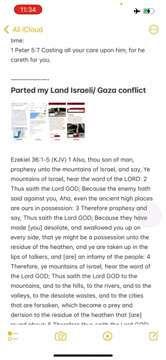 11:34
All iCloud
time:
1 Peter 5:7 Casting all your care upon him; for he
careth for you.
Parted my Land Israeli/ Gaza conflict
Ezekiel 36:1-5 (KJV) 1 Also, thou son of man,
prophesy unto the mountains of Israel, and say, Ye
mountains of Israel, hear the word of the LORD: 2
Thus saith the Lord GOD; Because the enemy hath
said against you, Aha, even the ancient high places
are ours in possession: 3 Therefore prophesy and
say, Thus saith the Lord GOD; Because they have
made [you] desolate, and swallowed you up on
every side, that ye might be a possession unto the
residue of the heathen, and ye are taken up in the
lips of talkers, and [are] an infamy of the people: 4
Therefore, ye mountains of Israel, hear the word of
the Lord GOD; Thus saith the Lord GOD to the
mountains, and to the hills, to the rivers, and to the
valleys, to the desolate wastes, and to the cities
that are forsaken, which became a prey and
derision to the residue of the heathen that [are]